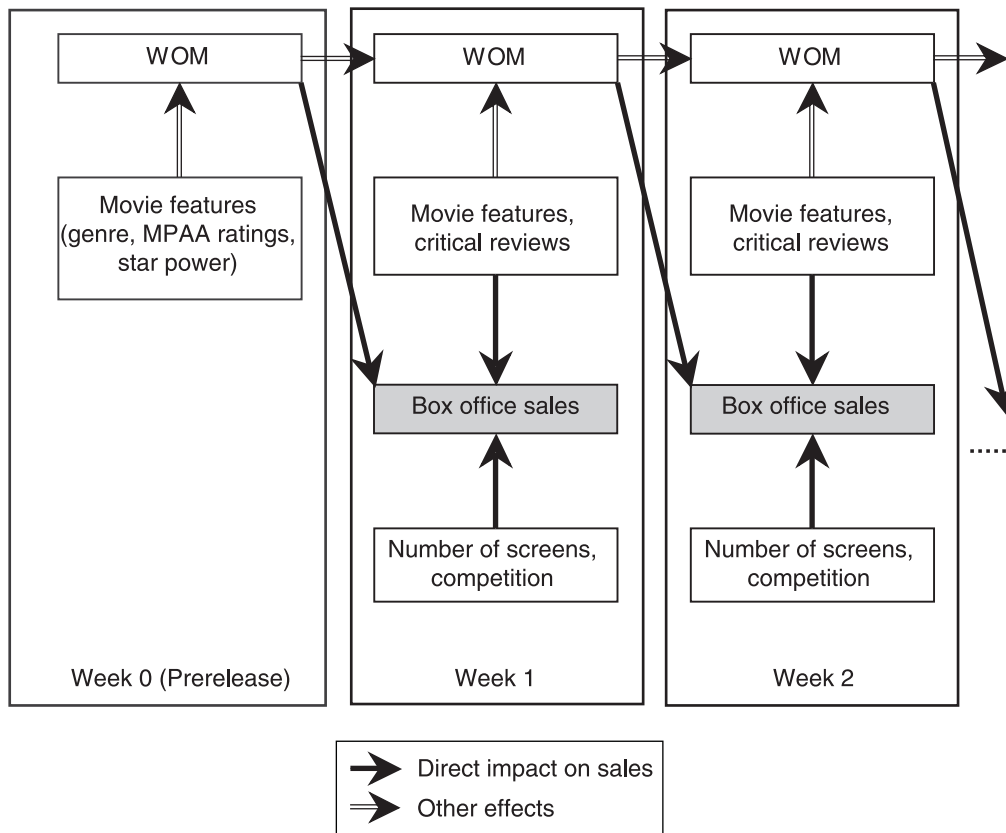 WOM
Movie features
(genre, MPAA ratings,
star power)
Week 0 (Prerelease)
WOM
Movie features,
critical reviews
Box office sales
Number of screens,
competition
Week 1
WOM
Movie features,
critical reviews
Box office sales
Number of screens,
competition
Week 2
Direct impact on sales
Other effects